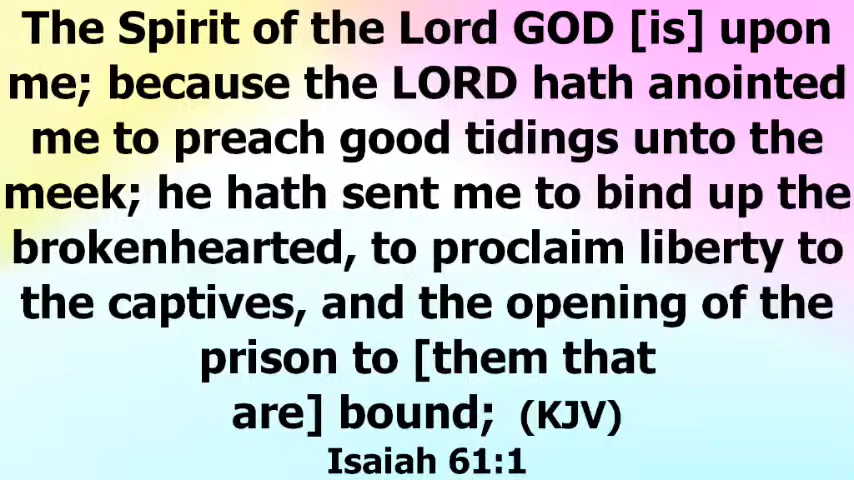 The Spirit of the Lord GOD [is] upon
me; because the LORD hath anointed
me to preach good tidings unto the
meek; he hath sent me to bind up the
brokenhearted, to proclaim liberty to
the captives, and the opening of the
prison to [them that
are] bound; (KJV)
Isaiah 61:1